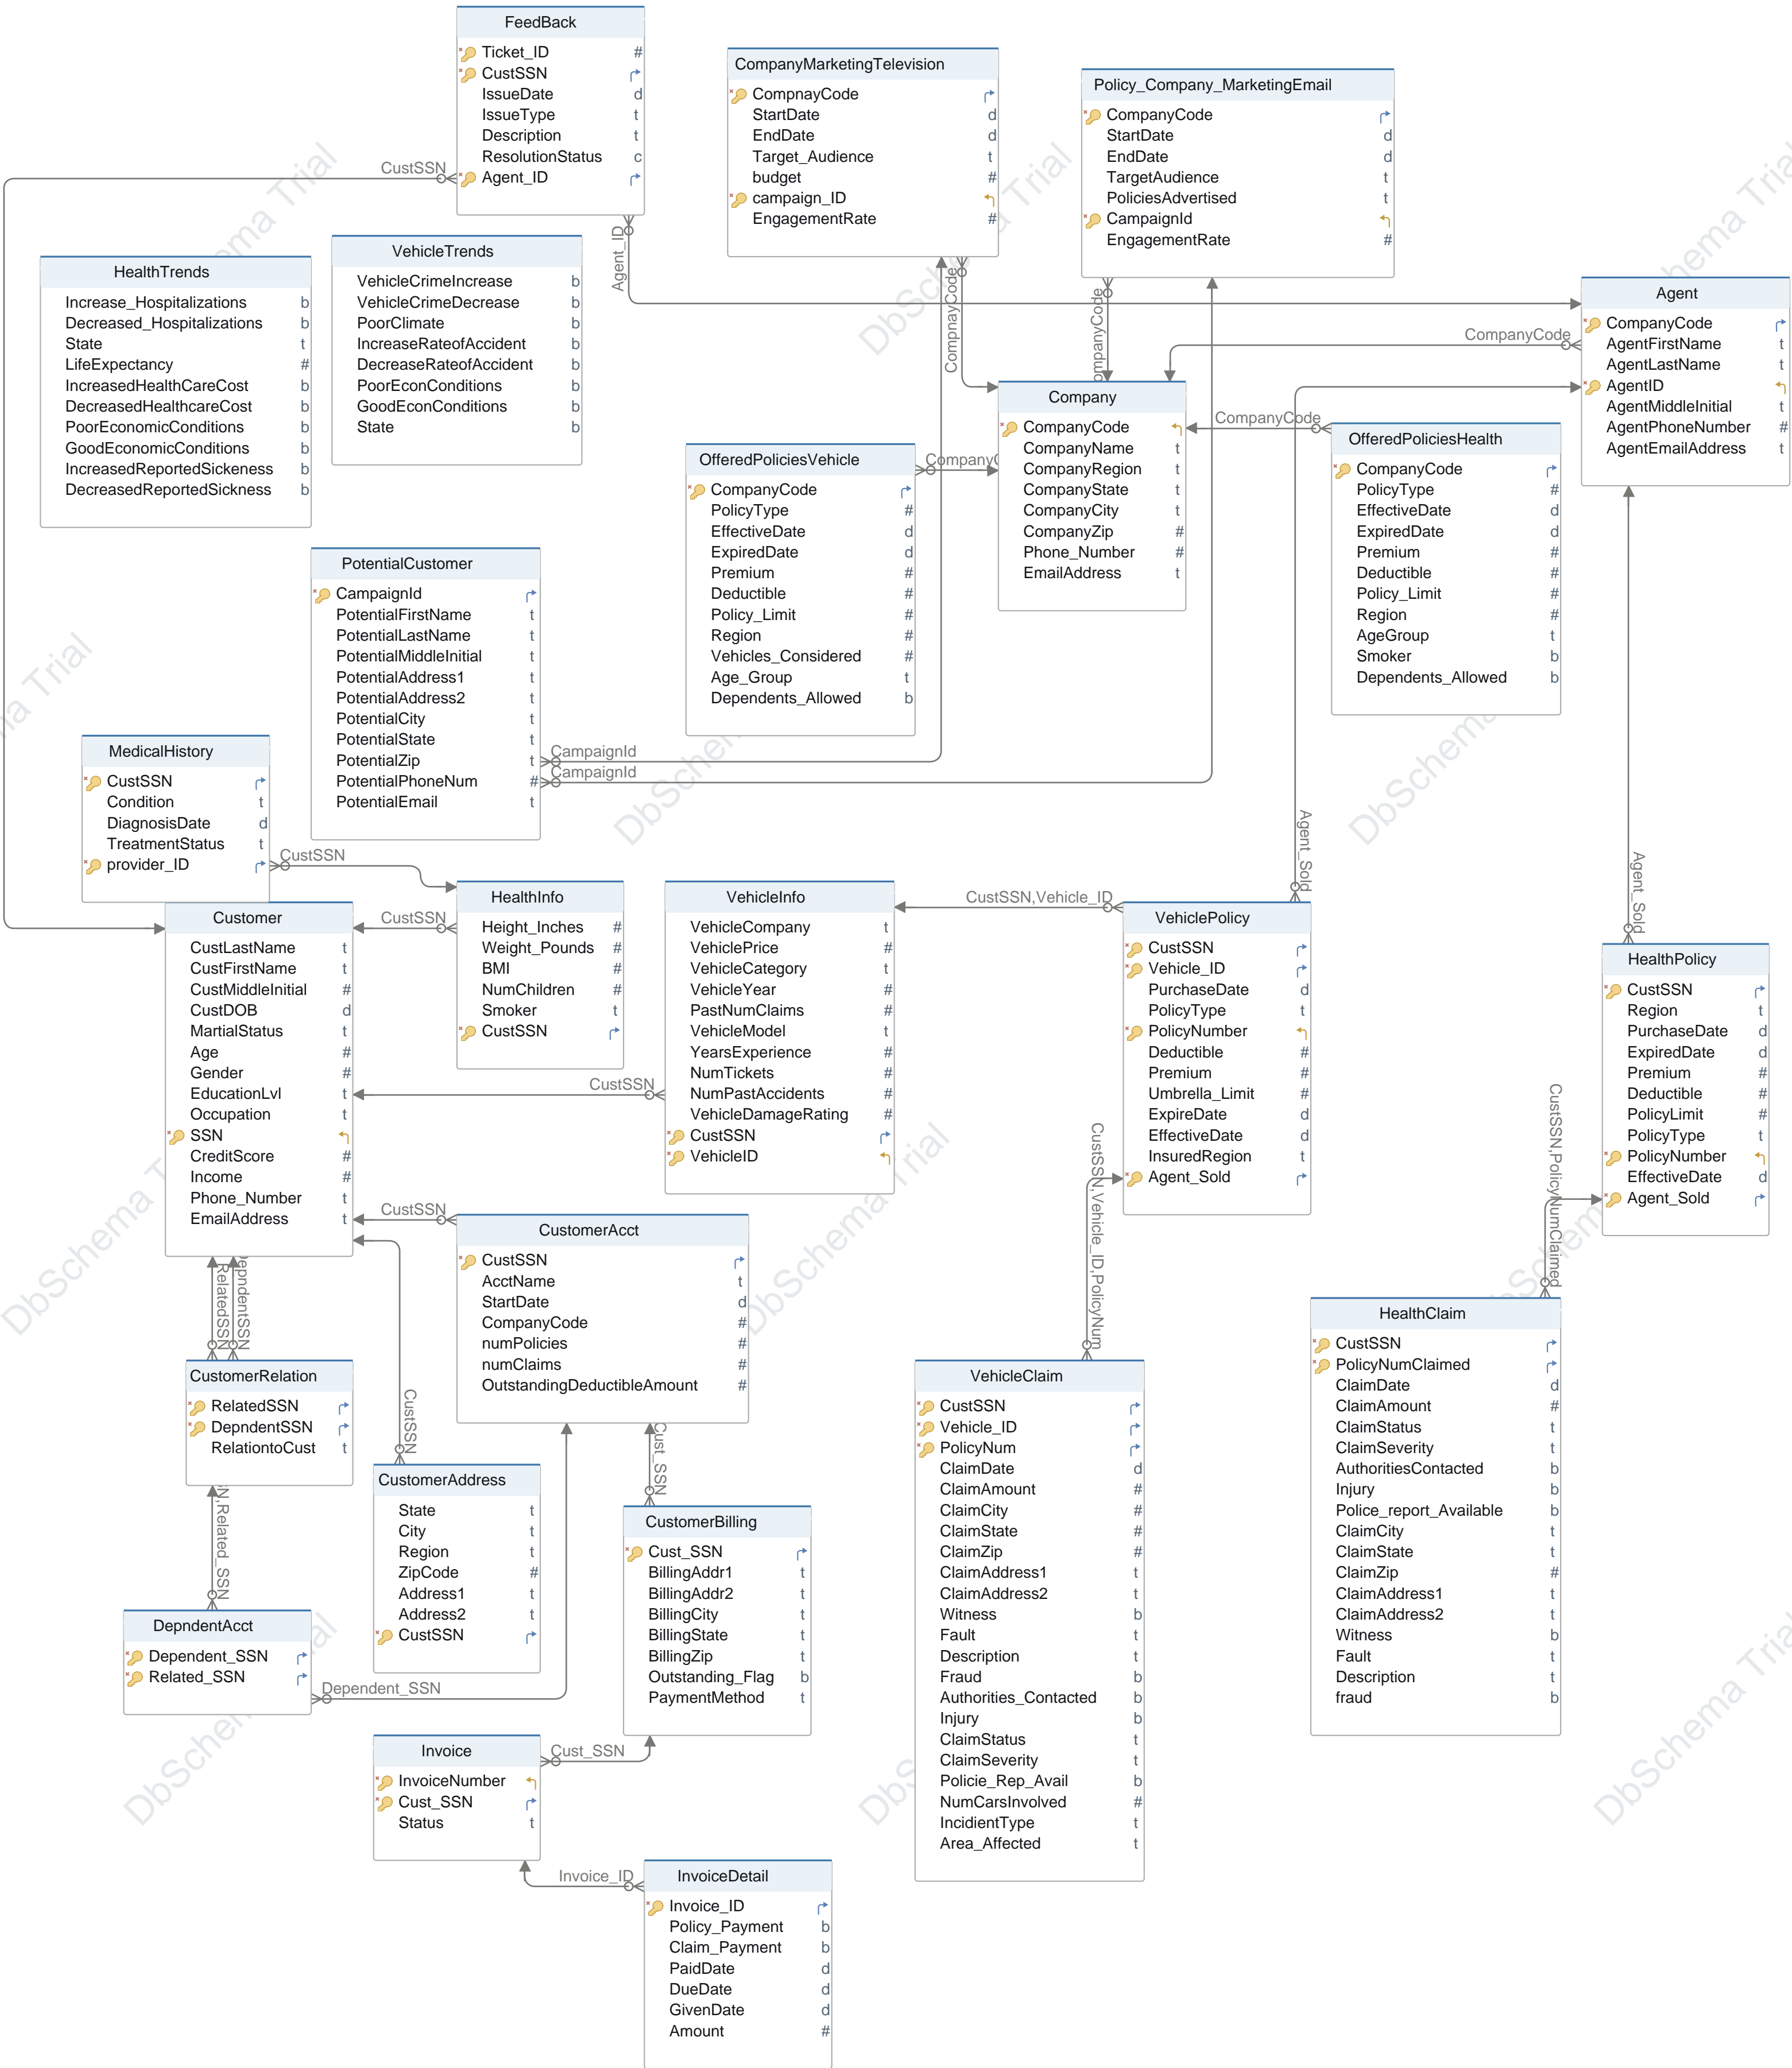 FeedBack
Ticket_ID #
CustSSN
IssueDate d
IssueType t
Description t
ResolutionStatus c
Agent_ID
CompanyMarketingTelevision
CompnayCode
StartDate d
EndDate d
Target_Audience t
budget #
campaign_ID
EngagementRate #
Policy_Company_MarketingEmail
CompanyCode
StartDate d
EndDate d
TargetAudience t
PoliciesAdvertised t
CampaignId
EngagementRate #
CustSSN
Agent_ID
CompnayCode
ompanyCode
CompanyCode
HealthTrends
Increase_Hospitalizations b
Decreased_Hospitalizations b
State t
LifeExpectancy #
IncreasedHealthCareCost b
DecreasedHealthcareCost b
PoorEconomicConditions b
GoodEconomicConditions b
IncreasedReportedSickeness b
DecreasedReportedSickness b
VehicleTrends
VehicleCrimeIncrease b
VehicleCrimeDecrease b
PoorClimate b
IncreaseRateofAccident b
DecreaseRateofAccident b
PoorEconConditions b
GoodEconConditions b
State b
Agent
CompanyCode
AgentFirstName t
AgentLastName t
AgentID
AgentMiddleInitial t
AgentPhoneNumber #
AgentEmailAddress t
Company
CompanyCode
CompanyName t
CompanyRegion t
CompanyState t
CompanyCity t
CompanyZip #
Phone_Number #
EmailAddress t
CompanyCode
CompanyC
OfferedPoliciesVehicle
CompanyCode
PolicyType #
EffectiveDate d
ExpiredDate d
Premium #
Deductible #
Policy_Limit #
Region #
Vehicles_Considered #
Age_Group t
Dependents_Allowed b
OfferedPoliciesHealth
CompanyCode
PolicyType #
EffectiveDate d
ExpiredDate d
Premium #
Deductible #
Policy_Limit #
Region #
AgeGroup t
Smoker b
Dependents_Allowed b
PotentialCustomer
CampaignId
PotentialFirstName t
PotentialLastName t
PotentialMiddleInitial t
PotentialAddress1 t
PotentialAddress2 t
PotentialCity t
PotentialState t
PotentialZip t
PotentialPhoneNum #
PotentialEmail t
CampaignId
CampaignId
MedicalHistory
CustSSN
Condition t
DiagnosisDate d
TreatmentStatus t
provider_ID
CustSSN
Agent_Sold
Agent_Sold
Customer
CustLastName t
CustFirstName t
CustMiddleInitial #
CustDOB d
MartialStatus t
Age #
Gender #
EducationLvl t
Occupation t
SSN
CreditScore #
Income #
Phone_Number t
EmailAddress t
CustSSN
HealthInfo
Height_Inches #
Weight_Pounds #
BMI #
NumChildren #
Smoker t
CustSSN
CustSSN
VehicleInfo
VehicleCompany t
VehiclePrice #
VehicleCategory t
VehicleYear #
PastNumClaims #
VehicleModel t
YearsExperience #
NumTickets #
NumPastAccidents #
VehicleDamageRating #
CustSSN
VehicleID
CustSSN,Vehicle_ID
VehiclePolicy
CustSSN
Vehicle_ID
PurchaseDate d
PolicyType t
PolicyNumber
Deductible #
Premium #
Umbrella_Limit #
ExpireDate d
EffectiveDate d
InsuredRegion t
Agent_Sold
HealthPolicy
CustSSN
Region t
PurchaseDate d
ExpiredDate d
Premium #
Deductible #
PolicyLimit #
PolicyType t
PolicyNumber
EffectiveDate d
Agent_Sold
CustSSN,Vehicle_ID,PolicyNum
CustSSN,PolicyNumClaimed
CustSSN
CustomerAcct
CustSSN
AcctName t
StartDate d
CompanyCode #
numPolicies #
numClaims #
OutstandingDeductibleAmount #
RelatedSSN
DepndentSSN
CustomerRelation
RelatedSSN
DepndentSSN
RelationtoCust t
CustSSN
CustomerAddress
State t
City t
Region t
ZipCode #
Address1 t
Address2 t
CustSSN
Cust_SSN
CustomerBilling
Cust_SSN
BillingAddr1 t
BillingAddr2 t
BillingCity t
BillingState t
BillingZip t
Outstanding_Flag b
PaymentMethod t
N,Related_SSN
DepndentAcct
Dependent_SSN
Related_SSN
Dependent_SSN
VehicleClaim
CustSSN
Vehicle_ID
PolicyNum
ClaimDate d
ClaimAmount #
ClaimCity #
ClaimState #
ClaimZip #
ClaimAddress1 t
ClaimAddress2 t
Witness b
Fault t
Description t
Fraud b
Authorities_Contacted b
Injury b
ClaimStatus t
ClaimSeverity t
Policie_Rep_Avail b
NumCarsInvolved #
IncidientType t
Area_Affected t
HealthClaim
CustSSN
PolicyNumClaimed
ClaimDate d
ClaimAmount #
ClaimStatus t
ClaimSeverity t
AuthoritiesContacted b
Injury b
Police_report_Available b
ClaimCity t
ClaimState t
ClaimZip #
ClaimAddress1 t
ClaimAddress2 t
Witness b
Fault t
Description t
fraud b
Invoice
InvoiceNumber
Cust_SSN
Status t
Cust_SSN
Invoice_ID
InvoiceDetail
Invoice_ID
Policy_Payment b
Claim_Payment b
PaidDate d
DueDate d
GivenDate d
Amount #
DbSchema Trial